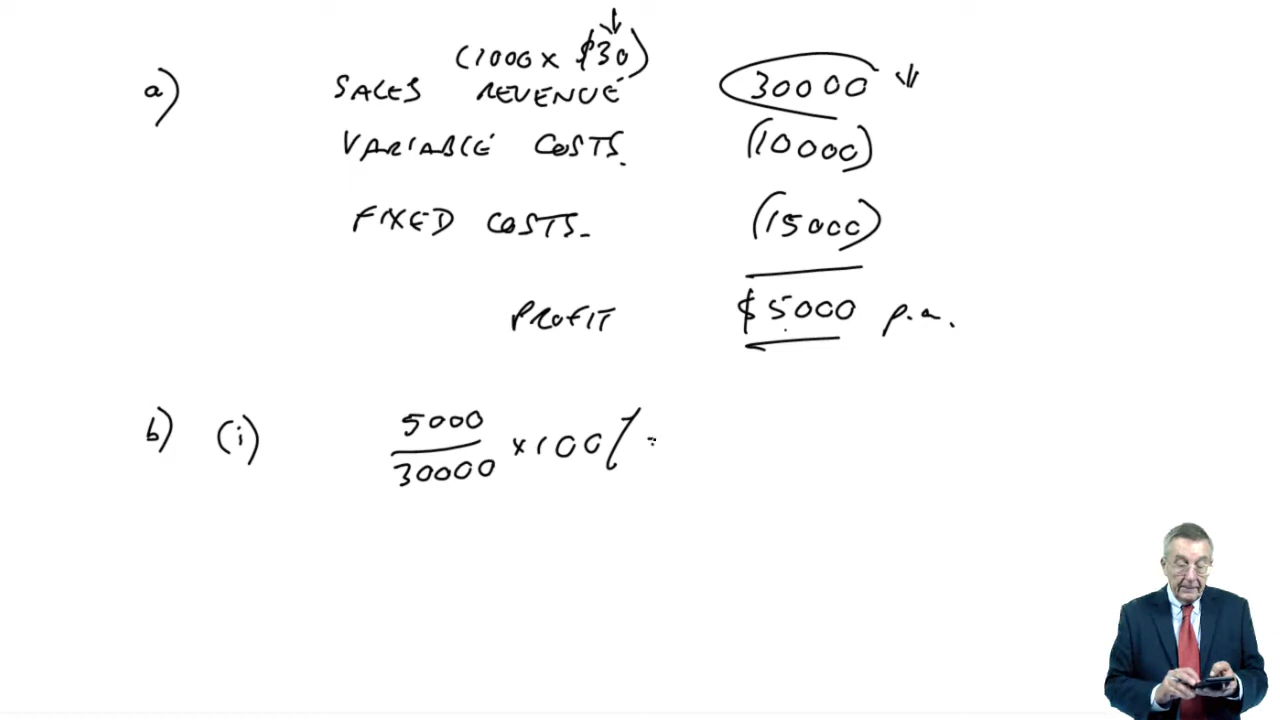 (1000 x $30)
a) SALES REVENUE 30000
VARIABLE COSTS. (10000)
FIXED COSTS. (15000)
PROFIT $5000 p.a.
b) (i) 5000
30000 ×100% =